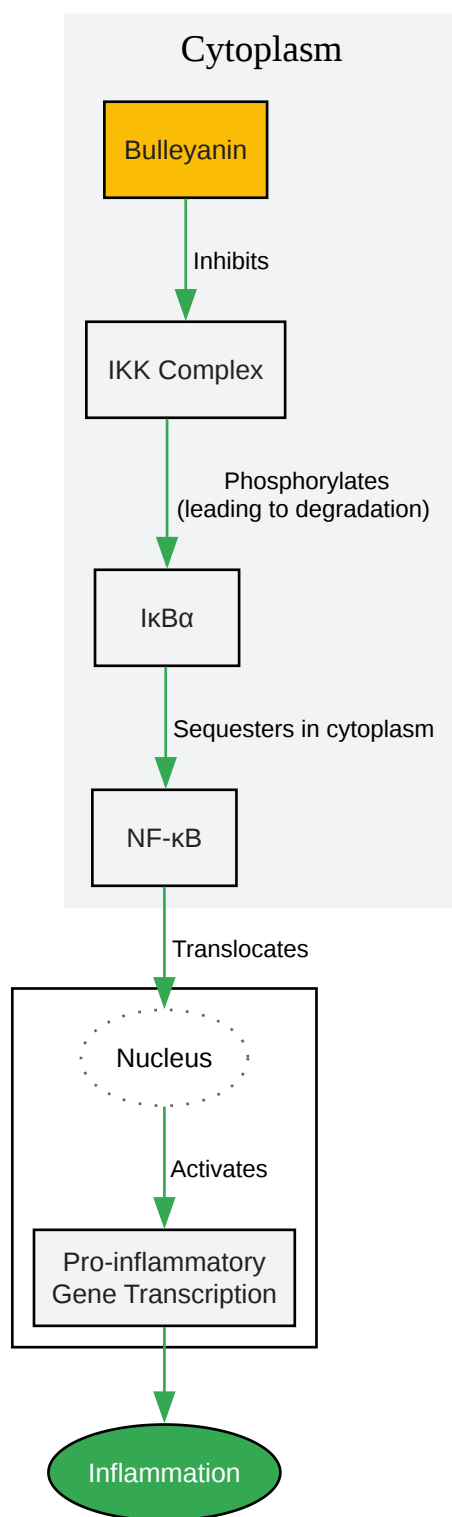 Cytoplasm
Bulleyanin
Inhibits
IKK Complex
Phosphorylates
(leading to degradation)
IκBα
Sequesters in cytoplasm
NF-κB
Translocates
Nucleus
Activates
Pro-inflammatory
Gene Transcription
Inflammation